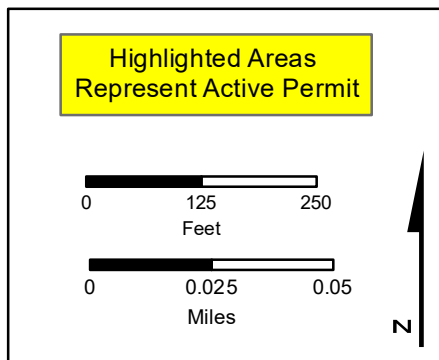 Highlighted Areas
Represent Active Permit
0 125 250
Feet
0 0.025 0.05
Miles
N